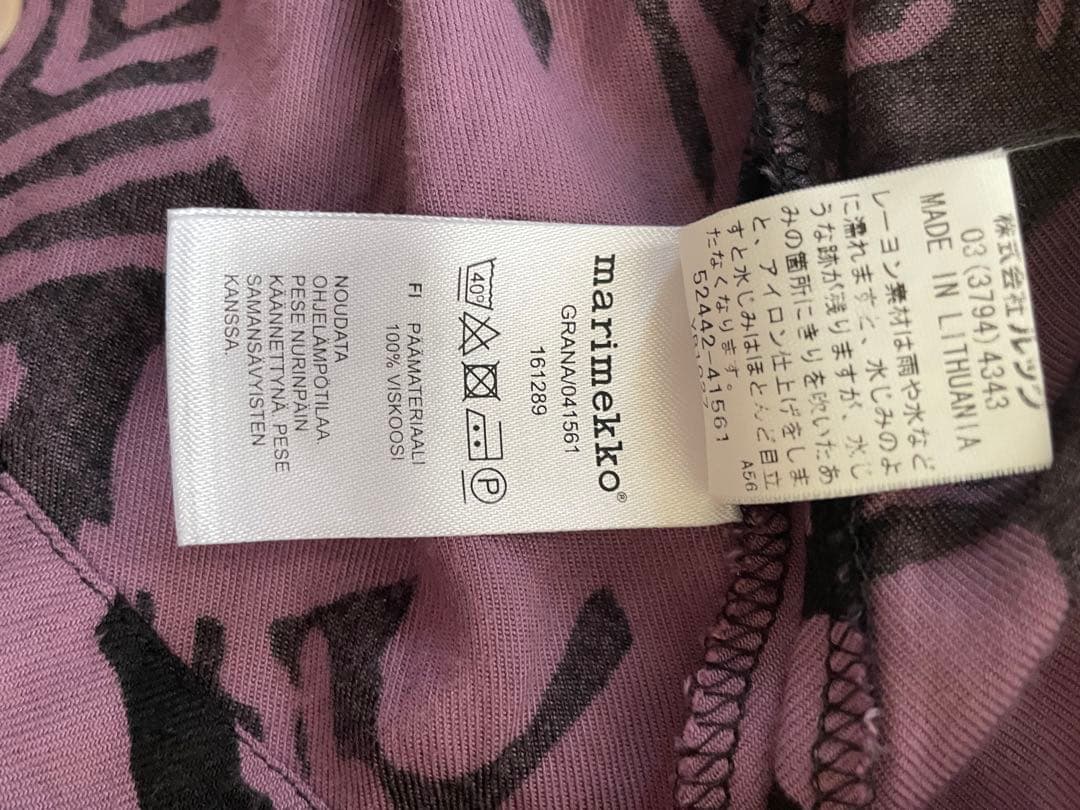 marimekko®
GRANA/041561
161289
40°
P
FI PÄÄMATERIAALI
100% VISKOOSI
NOUDATA
OHJELÄMPÖTILAA
PESE NURINPÄIN
KÄÄNNETTYNÄ PESE
SAMANSÄVYISTEN
KANSSA.
株式会社ルック
03(3794)4343
MADE IN LITHUANIA
レーヨン素材は雨や水など
に濡れますと、水じみのよ
うな跡が残りますが、水じ
みの箇所にきりを吹いたあ
と、アイロン仕上げをしま
すと水じみはほとんど目立
たなくなります。 A56
52442-41561